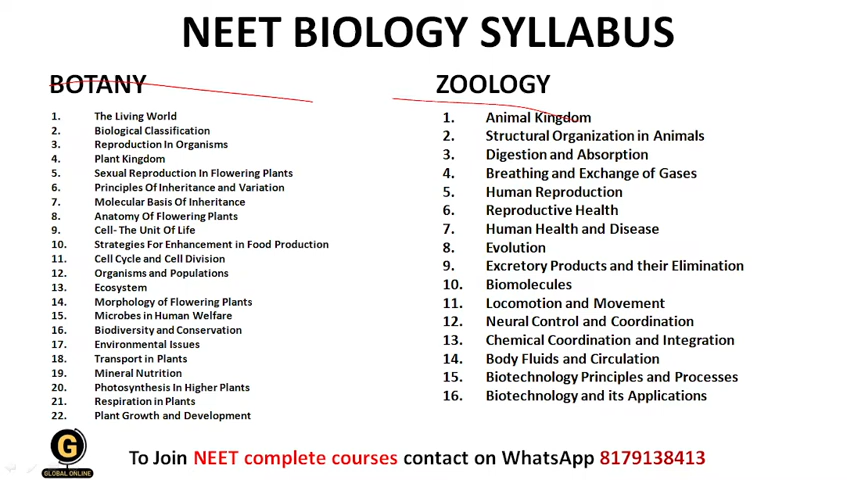 NEET BIOLOGY SYLLABUS
BOTANY
1. The Living World
2. Biological Classification
3. Reproduction In Organisms
4. Plant Kingdom
5. Sexual Reproduction In Flowering Plants
6. Principles Of Inheritance and Variation
7. Molecular Basis Of Inheritance
8. Anatomy Of Flowering Plants
9. Cell- The Unit Of Life
10. Strategies For Enhancement in Food Production
11. Cell Cycle and Cell Division
12. Organisms and Populations
13. Ecosystem
14. Morphology of Flowering Plants
15. Microbes in Human Welfare
16. Biodiversity and Conservation
17. Environmental Issues
18. Transport in Plants
19. Mineral Nutrition
20. Photosynthesis In Higher Plants
21. Respiration in Plants
22. Plant Growth and Development
ZOOLOGY
1. Animal Kingdom
2. Structural Organization in Animals
3. Digestion and Absorption
4. Breathing and Exchange of Gases
5. Human Reproduction
6. Reproductive Health
7. Human Health and Disease
8. Evolution
9. Excretory Products and their Elimination
10. Biomolecules
11. Locomotion and Movement
12. Neural Control and Coordination
13. Chemical Coordination and Integration
14. Body Fluids and Circulation
15. Biotechnology Principles and Processes
16. Biotechnology and its Applications
G
GLOBAL ONLINE
To Join NEET complete courses contact on WhatsApp 8179138413